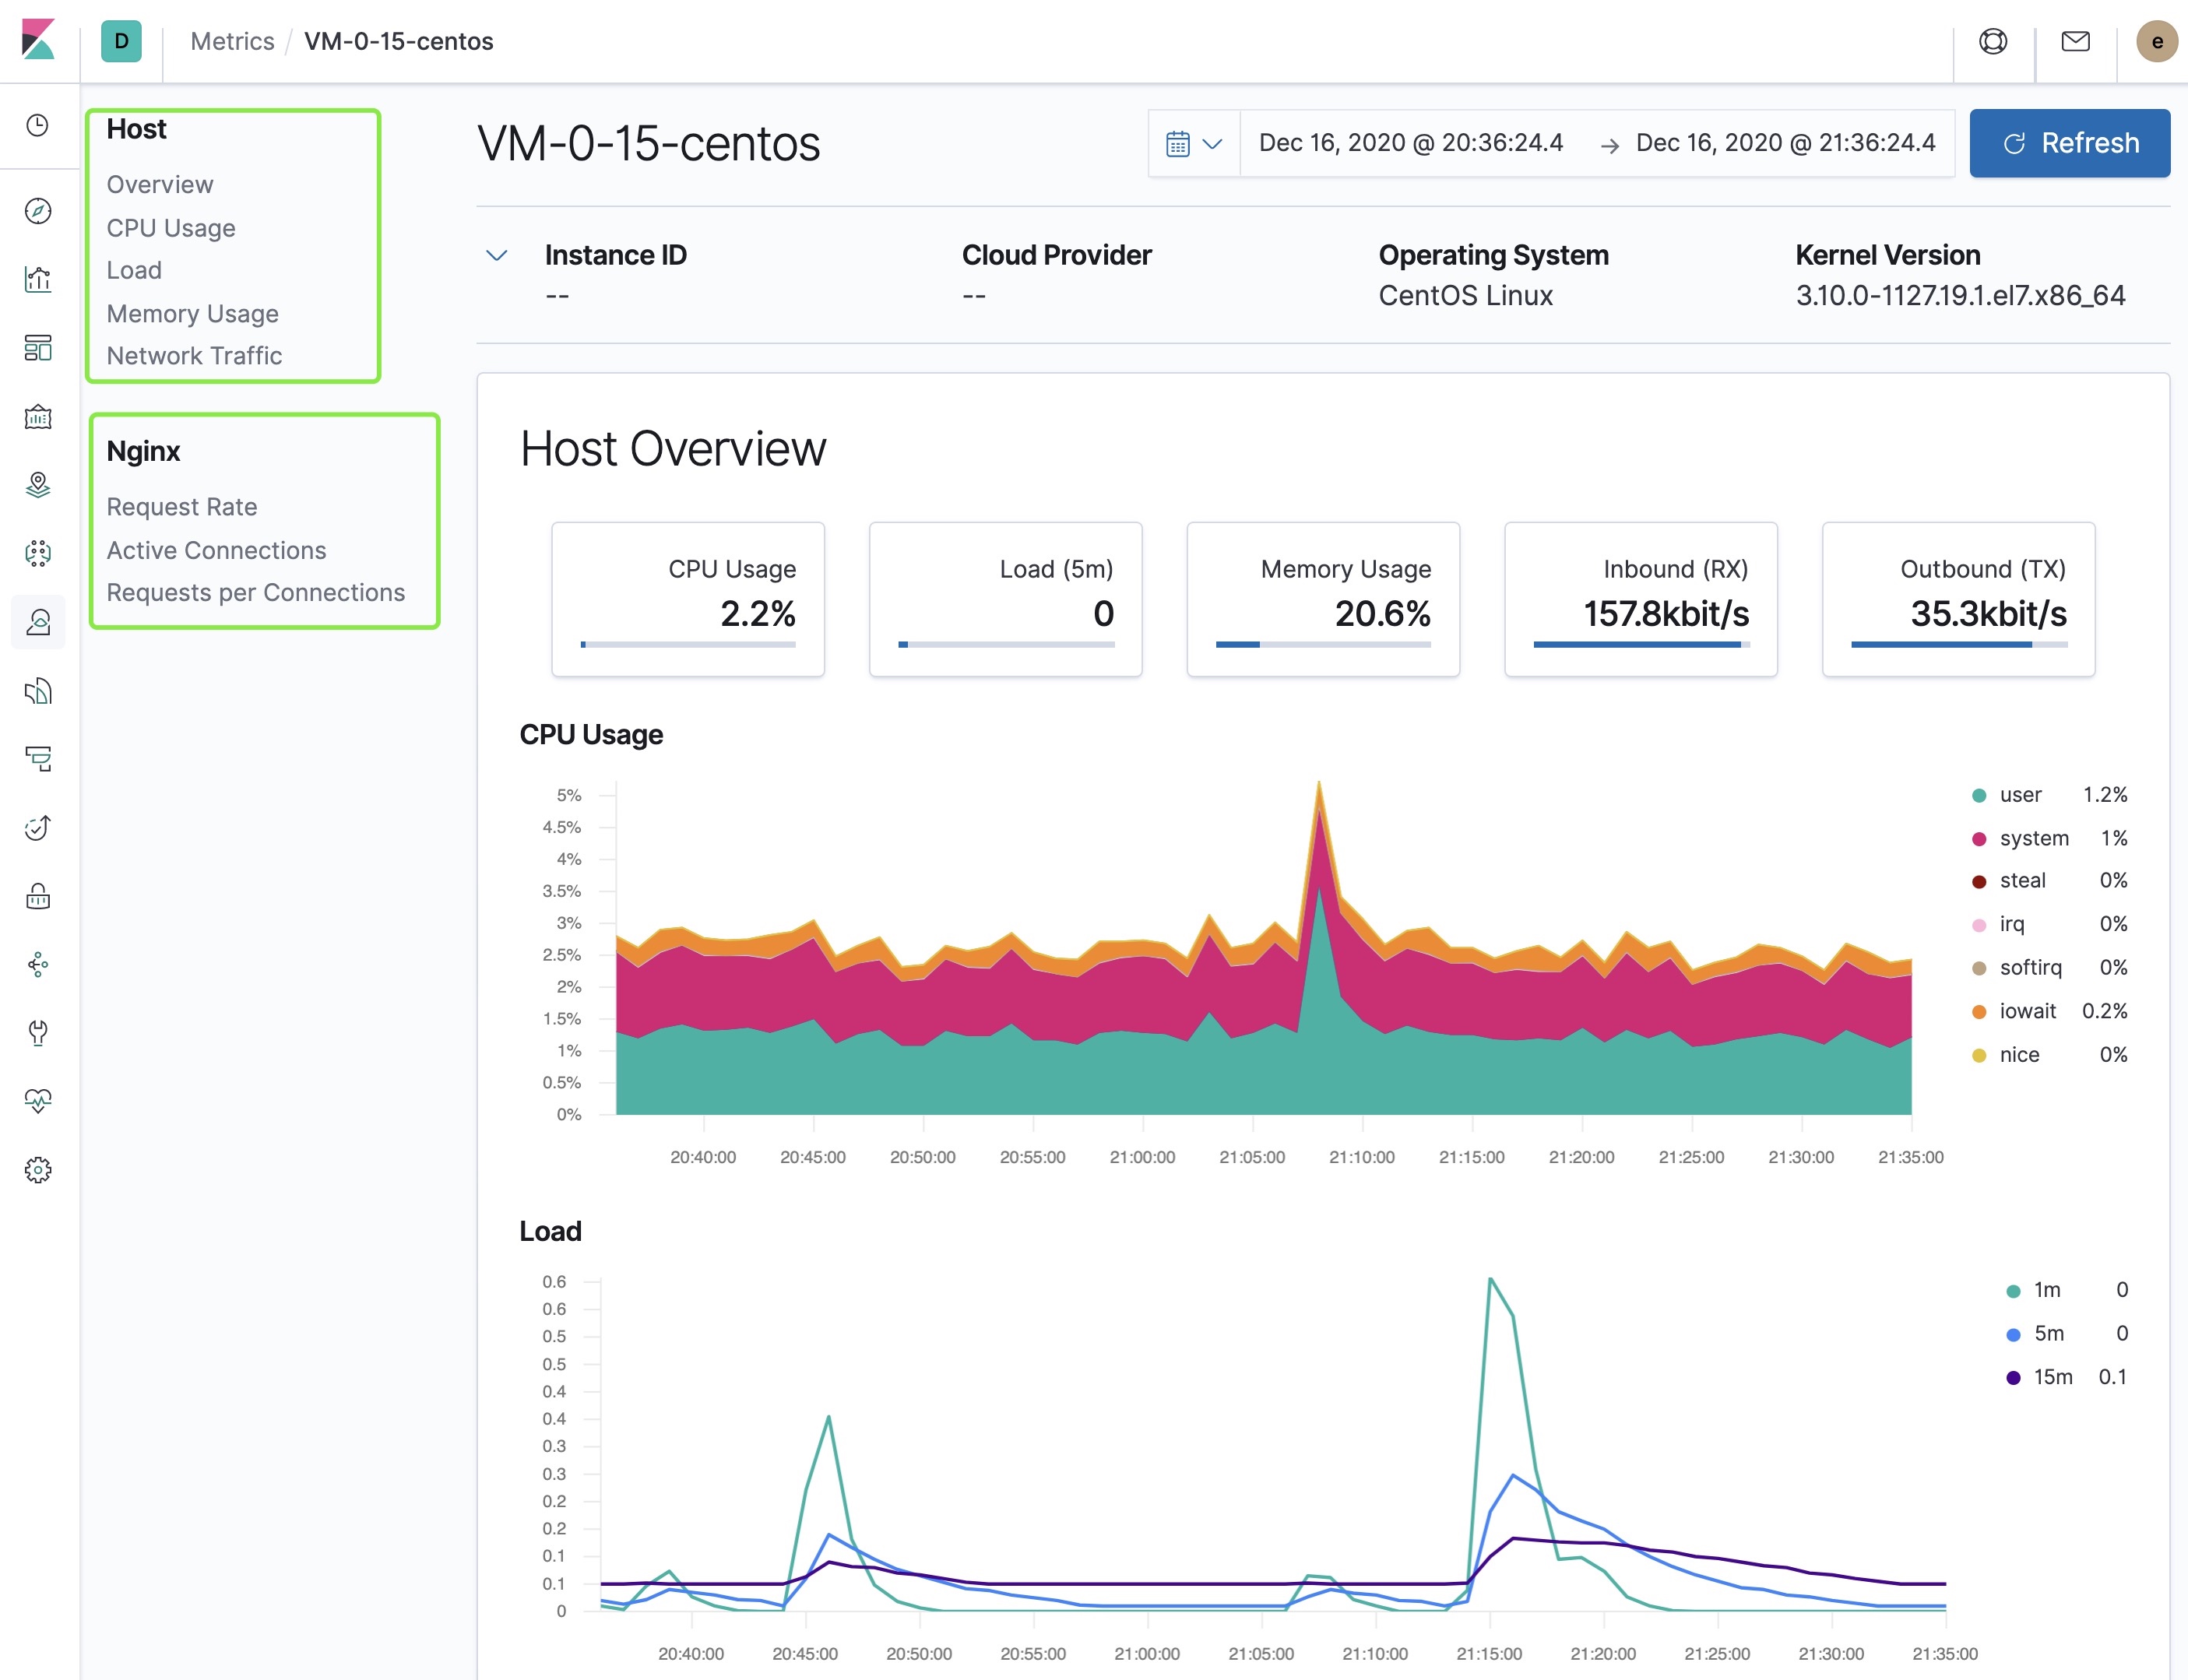 D
Metrics / VM-0-15-centos
e
Host
Overview
CPU Usage
Load
Memory Usage
Network Traffic
Nginx
Request Rate
Active Connections
Requests per Connections
VM-0-15-centos
Dec 16, 2020 @ 20:36:24.4 → Dec 16, 2020 @ 21:36:24.4
Refresh
Instance ID
--
Cloud Provider
--
Operating System
CentOS Linux
Kernel Version
3.10.0-1127.19.1.el7.x86_64
Host Overview
CPU Usage
2.2%
Load (5m)
0
Memory Usage
20.6%
Inbound (RX)
157.8kbit/s
Outbound (TX)
35.3kbit/s
CPU Usage
5%
4.5%
4%
3.5%
3%
2.5%
2%
1.5%
1%
0.5%
0%
20:40:00 20:45:00 20:50:00 20:55:00 21:00:00 21:05:00 21:10:00 21:15:00 21:20:00 21:25:00 21:30:00 21:35:00
user 1.2%
system 1%
steal 0%
irq 0%
softirq 0%
iowait 0.2%
nice 0%
Load
0.6
0.6
0.5
0.5
0.4
0.4
0.3
0.3
0.2
0.2
0.1
0.1
0
20:40:00 20:45:00 20:50:00 20:55:00 21:00:00 21:05:00 21:10:00 21:15:00 21:20:00 21:25:00 21:30:00 21:35:00
1m 0
5m 0
15m 0.1